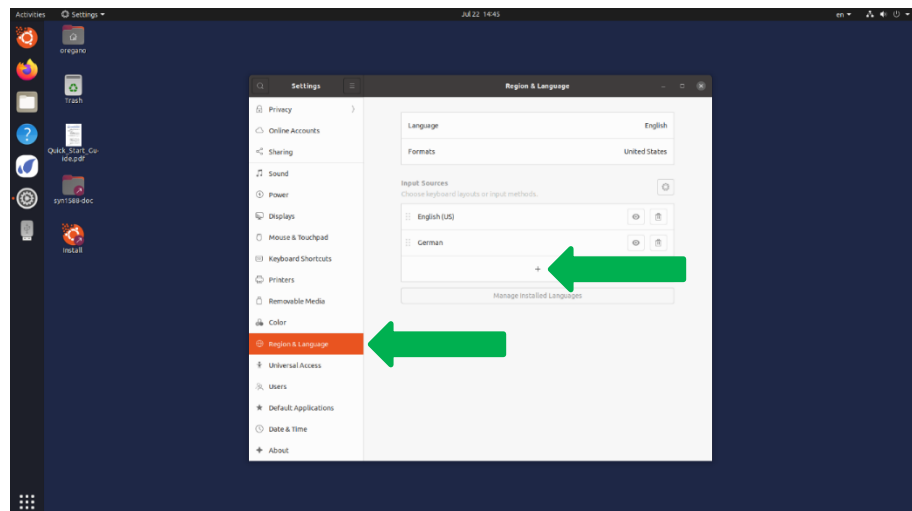 Activities
Settings
Jul 22 14:45
en
oregano
Trash
Quick_Start_Gu-
ide.pdf
syn1588-doc
Install
Settings
Region & Language
Privacy
Online Accounts
Sharing
Sound
Power
Displays
Mouse & Touchpad
Keyboard Shortcuts
Printers
Removable Media
Color
Region & Language
Universal Access
Users
Default Applications
Date & Time
About
Language English
Formats United States
Input Sources
Choose keyboard layouts or input methods.
English (US)
German
+
Manage Installed Languages